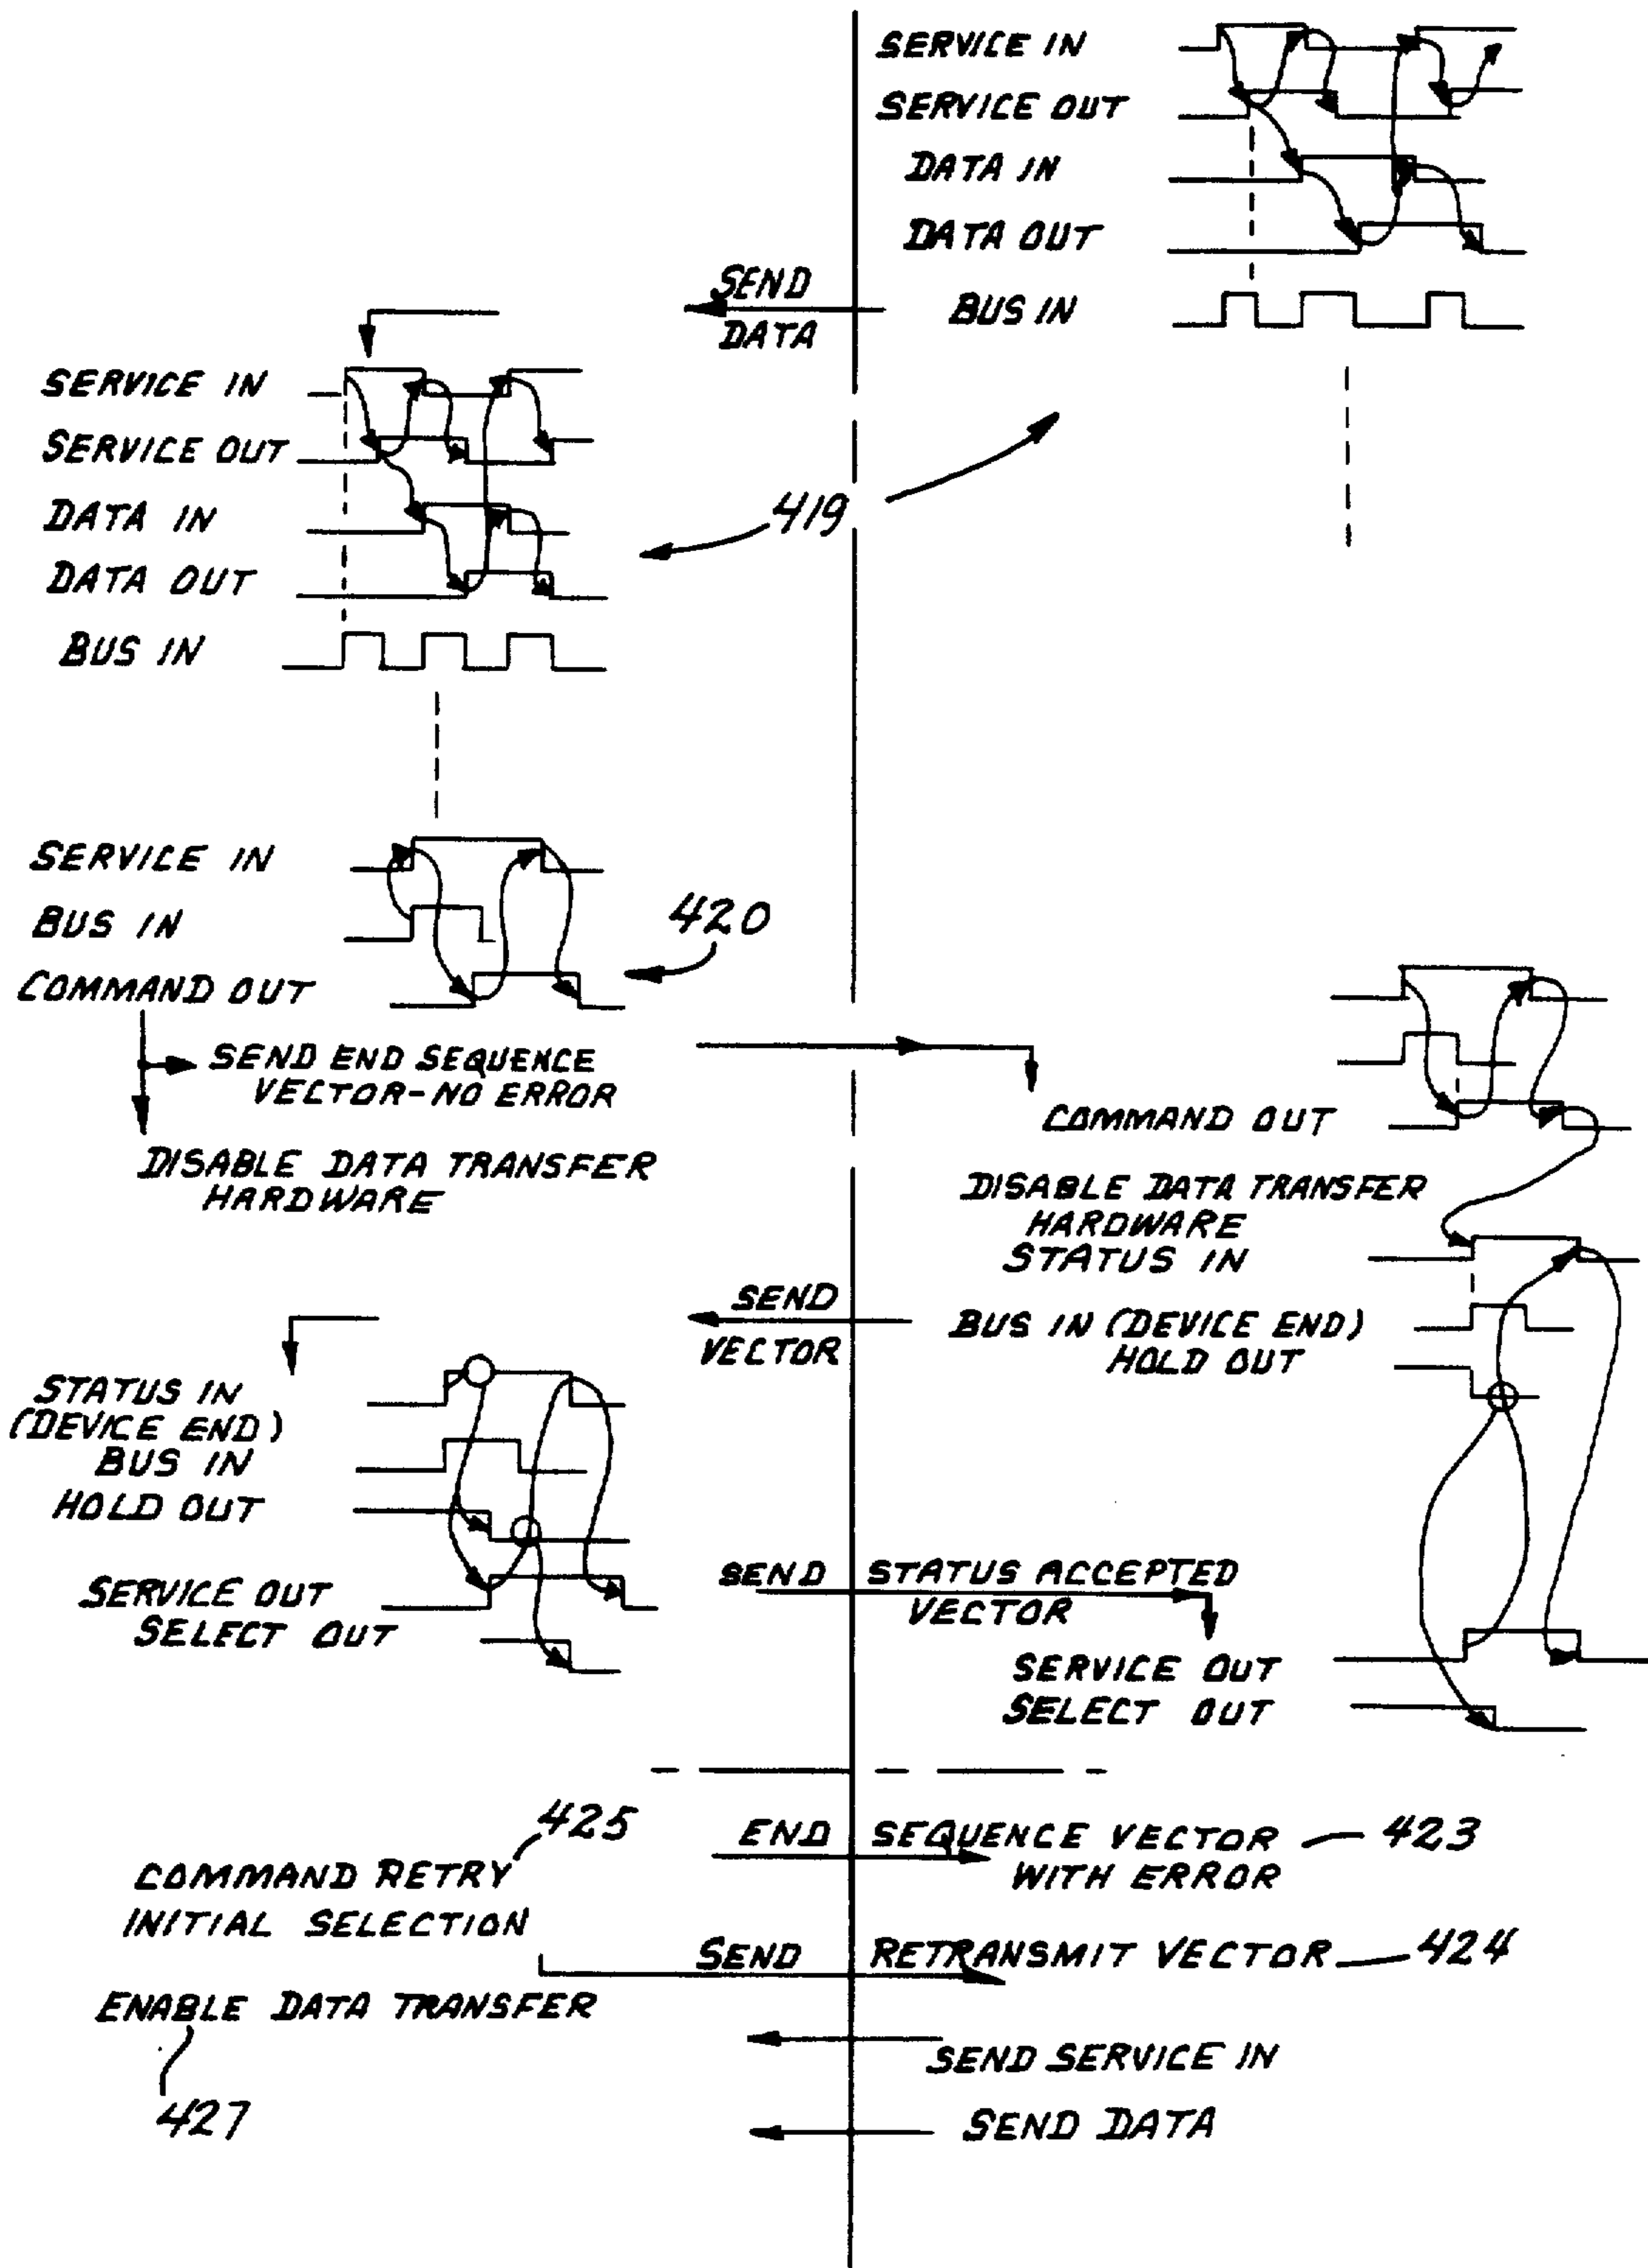 SERVICE IN
SERVICE OUT
DATA IN
DATA OUT
BUS IN
SEND
DATA
SERVICE IN
SERVICE OUT
DATA IN
DATA OUT
BUS IN
419
SERVICE IN
BUS IN
COMMAND OUT
420
SEND END SEQUENCE
VECTOR-NO ERROR
DISABLE DATA TRANSFER
HARDWARE
COMMAND OUT
DISABLE DATA TRANSFER
HARDWARE
STATUS IN
SEND
VECTOR
BUS IN (DEVICE END)
HOLD OUT
STATUS IN
(DEVICE END)
BUS IN
HOLD OUT
SERVICE OUT
SELECT OUT
SEND STATUS ACCEPTED
VECTOR
SERVICE OUT
SELECT OUT
425
COMMAND RETRY
INITIAL SELECTION
END SEQUENCE VECTOR 423
WITH ERROR
SEND RETRANSMIT VECTOR 424
ENABLE DATA TRANSFER
427
SEND SERVICE IN
SEND DATA